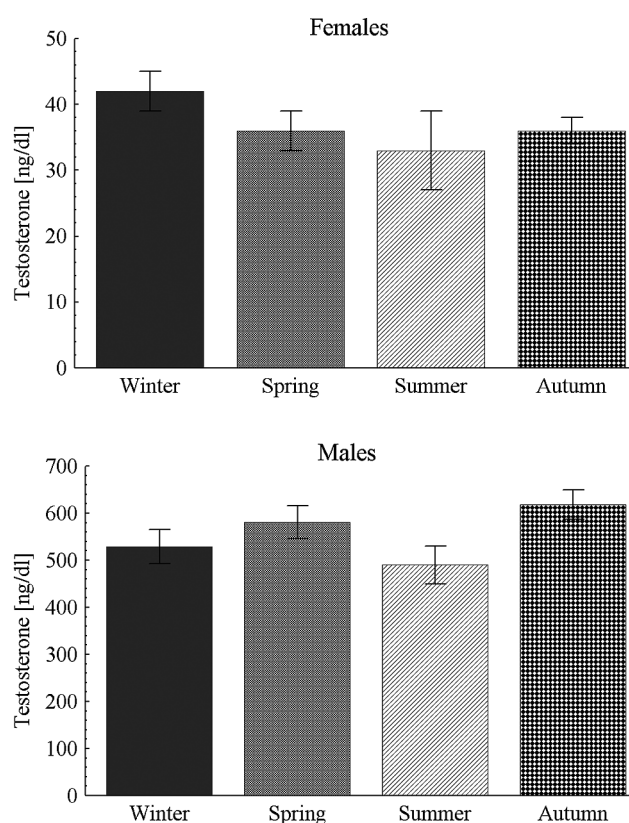 Females
Testosterone [ng/dl]
50
40
30
20
10
0
Winter Spring Summer Autumn
Males
Testosterone [ng/dl]
700
600
500
400
300
200
100
0
Winter Spring Summer Autumn